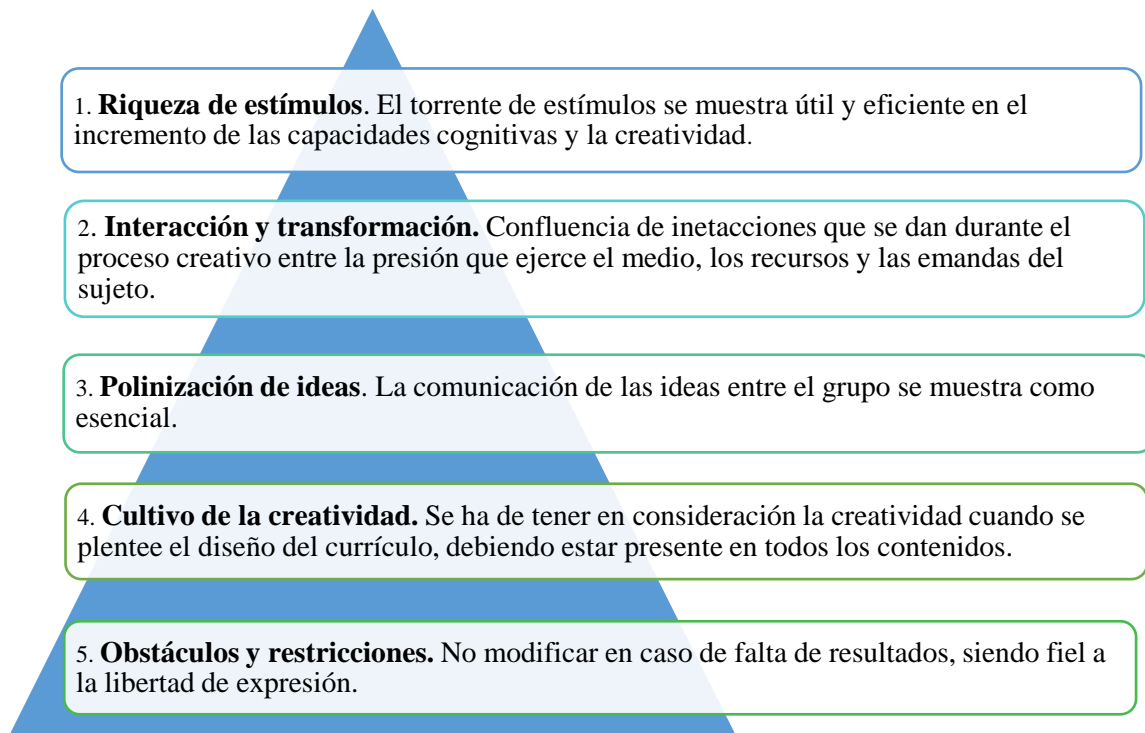 1. Riqueza de estímulos. El torrente de estímulos se muestra útil y eficiente en el
incremento de las capacidades cognitivas y la creatividad.
2. Interacción y transformación. Confluencia de inetacciones que se dan durante el
proceso creativo entre la presión que ejerce el medio, los recursos y las emandas del
sujeto.
3. Polinización de ideas. La comunicación de las ideas entre el grupo se muestra como
esencial.
4. Cultivo de la creatividad. Se ha de tener en consideración la creatividad cuando se
plentee el diseño del currículo, debiendo estar presente en todos los contenidos.
5. Obstáculos y restricciones. No modificar en caso de falta de resultados, siendo fiel a
la libertad de expresión.